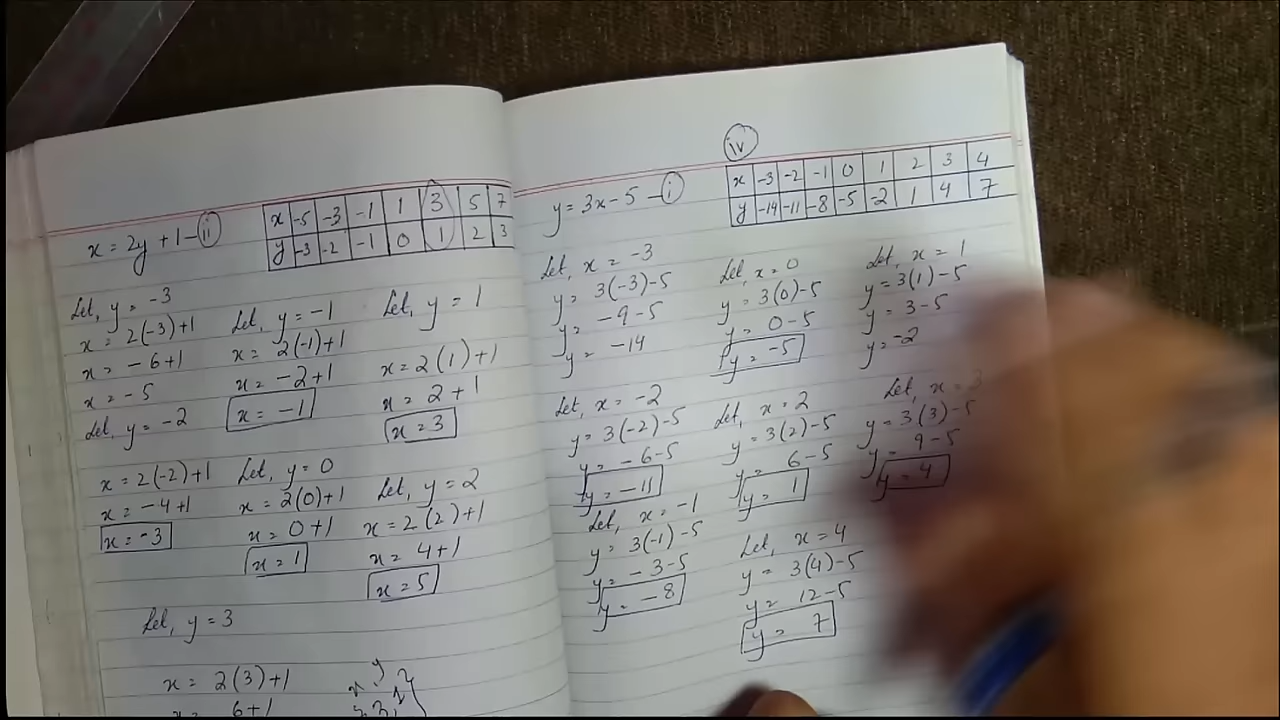 x = 2y + 1 - ii
x -5 -3 -1 1 3 5 7
y -3 -2 -1 0 1 2 3
Let, y = -3
x = 2(-3)+1
x = -6+1
x = -5
Let, y = -2
x = 2(-2)+1
x = -4+1
x = -3
Let, y = -1
x = 2(-1)+1
x = -2+1
x = -1
Let, y = 0
x = 2(0)+1
x = 0+1
x = 1
Let, y = 1
x = 2(1)+1
x = 2+1
x = 3
Let, y = 2
x = 2(2)+1
x = 4+1
x = 5
Let, y = 3
x = 2(3)+1
6+1
iv
y = 3x - 5 - i
x -3 -2 -1 0 1 2 3 4
y -14 -11 -8 -5 -2 1 4 7
Let, x = -3
y = 3(-3)-5
y = -9-5
y = -14
Let, x = -2
y = 3(-2)-5
y = -6-5
y = -11
Let, x = -1
y = 3(-1)-5
y = -3-5
y = -8
Let, x = 0
y = 3(0)-5
y = 0-5
y = -5
Let, x = 2
y = 3(2)-5
y = 6-5
y = 1
Let, x = 4
y = 3(4)-5
y = 12-5
y = 7
Let, x = 1
y = 3(1)-5
y = 3-5
y = -2
Let, x = 3
y = 3(3)-5
y = 9-5
y = 4